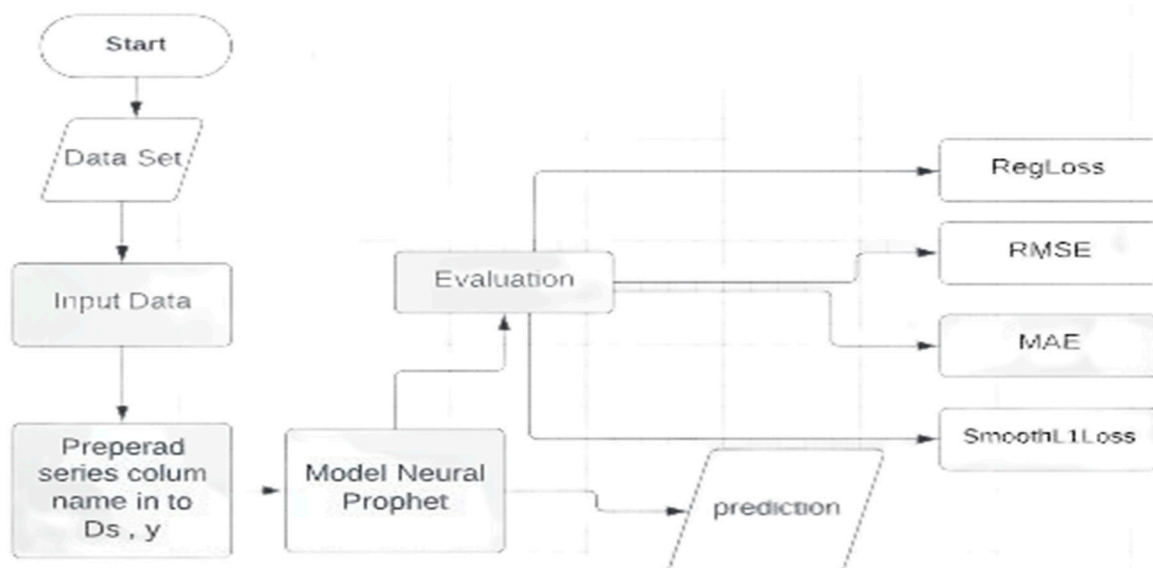 Start
Data Set
Input Data
Preperad
series colum
name in to
Ds , y
Model Neural
Prophet
Evaluation
prediction
RegLoss
RMSE
MAE
SmoothL1Loss